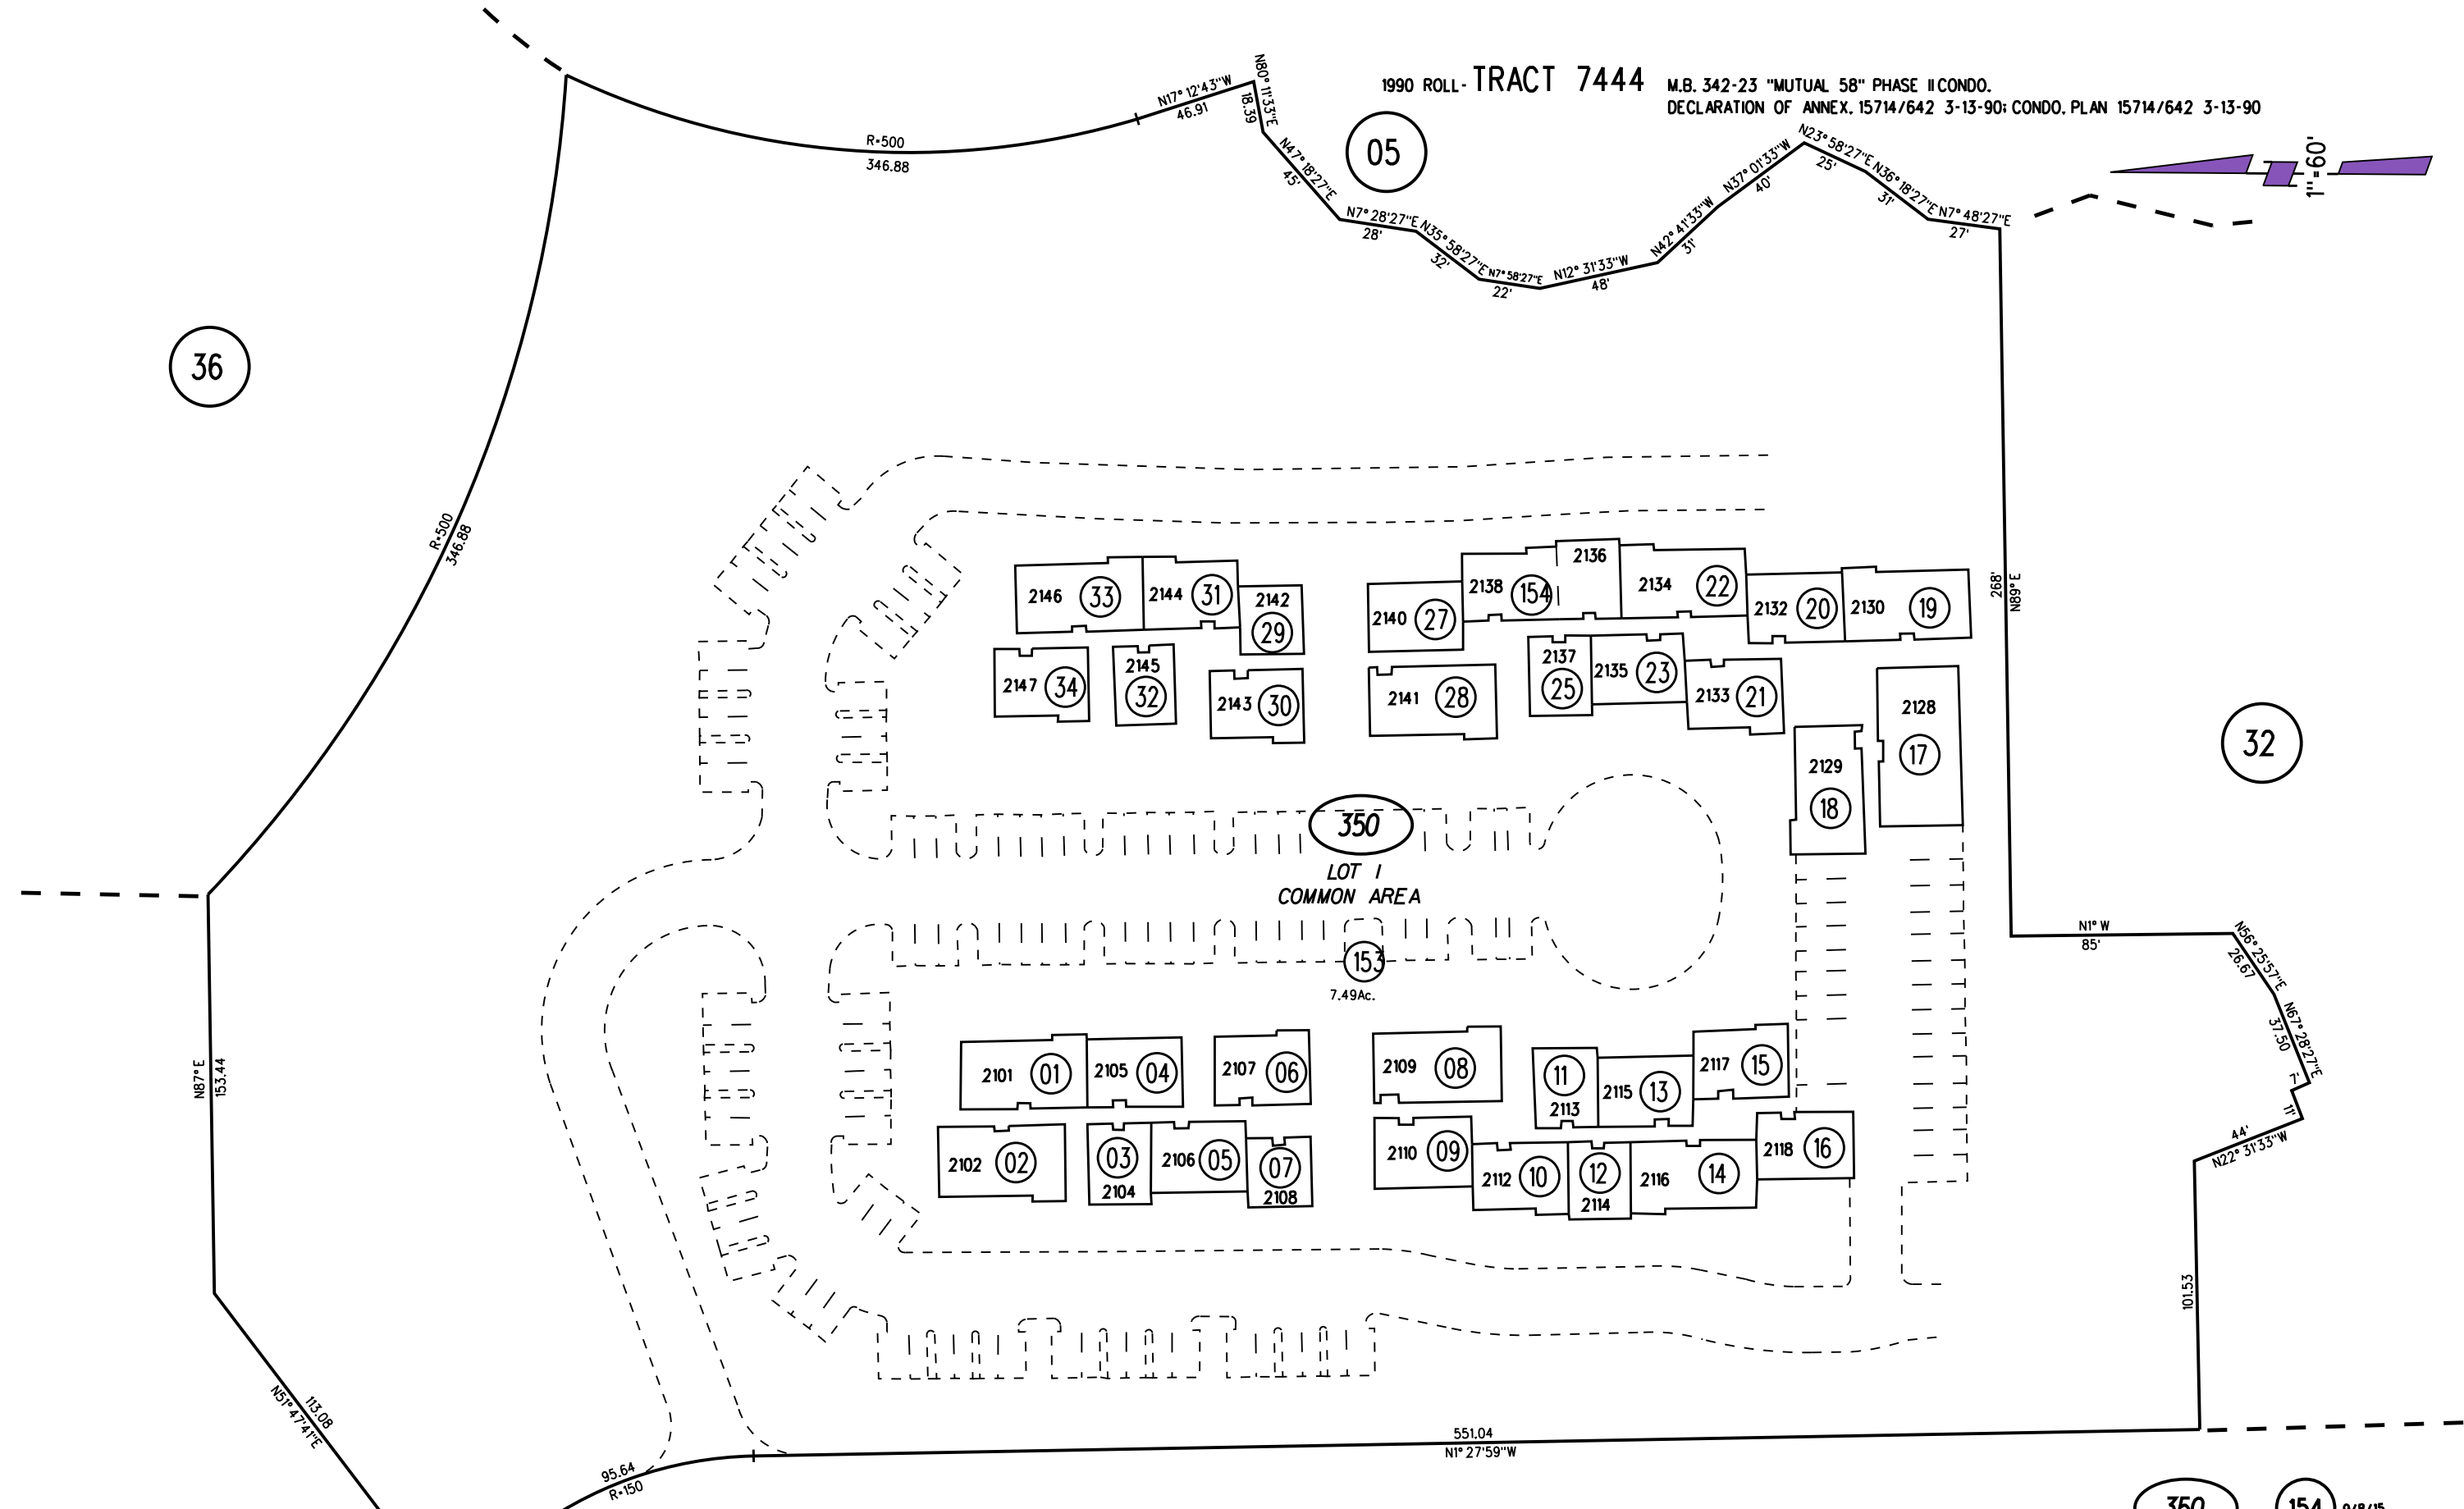 1990 ROLL- TRACT 7444 M.B. 342-23 "MUTUAL 58" PHASE II CONDO.
DECLARATION OF ANNEX. 15714/642 3-13-90; CONDO. PLAN 15714/642 3-13-90
1"=60'
N17° 12'43"W
46.91
N80° 11'33"E
18.39
R=500
346.88
05
N47° 18'27"E
45'
N7° 28'27"E
28'
N35° 58'27"E
32'
N7° 58'27"E
22'
N12° 31'33"W
48'
N42° 41'33"W
31'
N37° 01'33"W
40'
N23° 58'27"E
25'
N36° 18'27"E
31'
N7° 48'27"E
27'
36
R=500
346.88
268'
N89° E
32
2146 33
2144 31
2142
29
2140 27
2138 154
2136
2134 22
2132 20
2130 19
2147 34
2145
32
2143 30
2141 28
2137
25
2135 23
2133 21
2128
17
2129
18
350
LOT 1
COMMON AREA
153
7.49Ac.
N1° W
85'
N56° 25'57"E
26.67
N67° 28'27"E
37.50
7'
11'
44'
N22° 31'33"W
N87° E
153.44
2101 01
2105 04
2107 06
2109 08
11
2113
2115 13
2117 15
2102 02
03
2104
2106 05
07
2108
2110 09
2112 10
12
2114
2116 14
2118 16
101.53
113.08
N51° 47'41"E
551.04
N1° 27'59"W
95.64
R=150
350
154